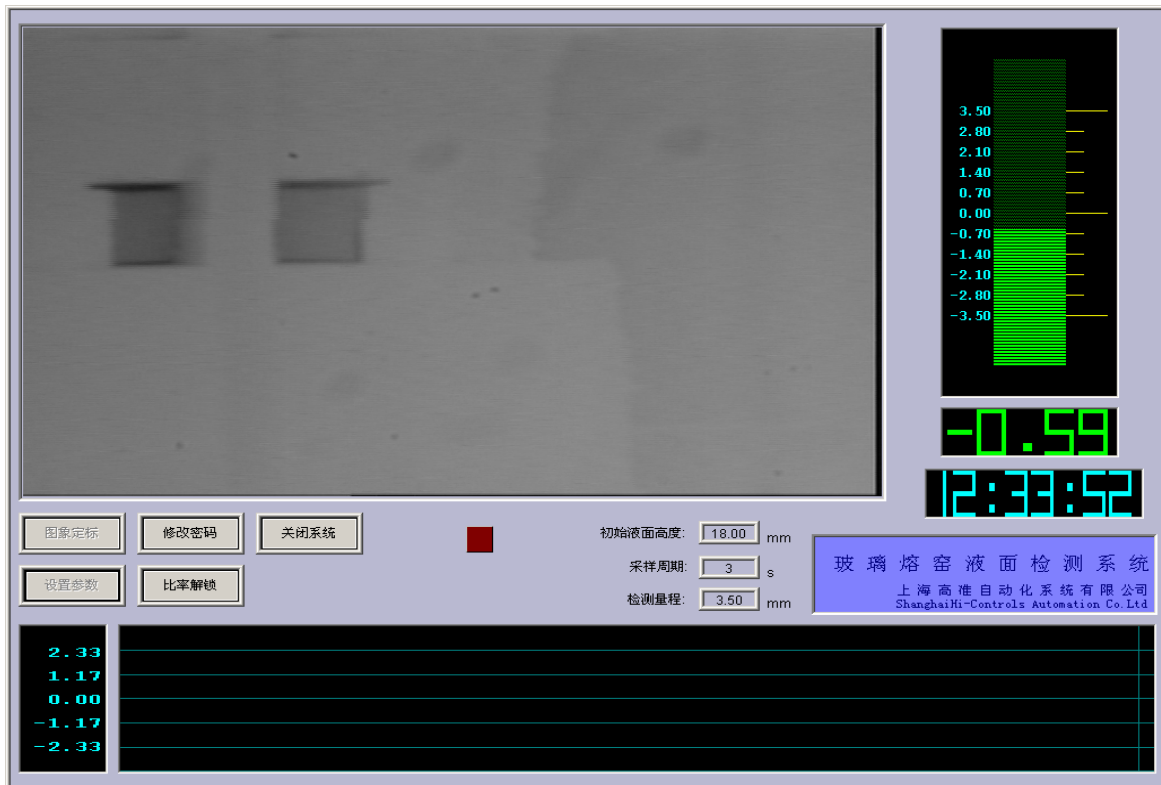 3.50
2.80
2.10
1.40
0.70
0.00
-0.70
-1.40
-2.10
-2.80
-3.50
-0.59
12:33:52
图象定标
修改密码
关闭系统
设置参数
比率解锁
初始液面高度: 18.00 mm
采样周期: 3 s
检测量程: 3.50 mm
玻璃熔窑液面检测系统
上海高准自动化系统有限公司
ShanghaiHi-Controls Automation Co.Ltd
2.33
1.17
0.00
-1.17
-2.33